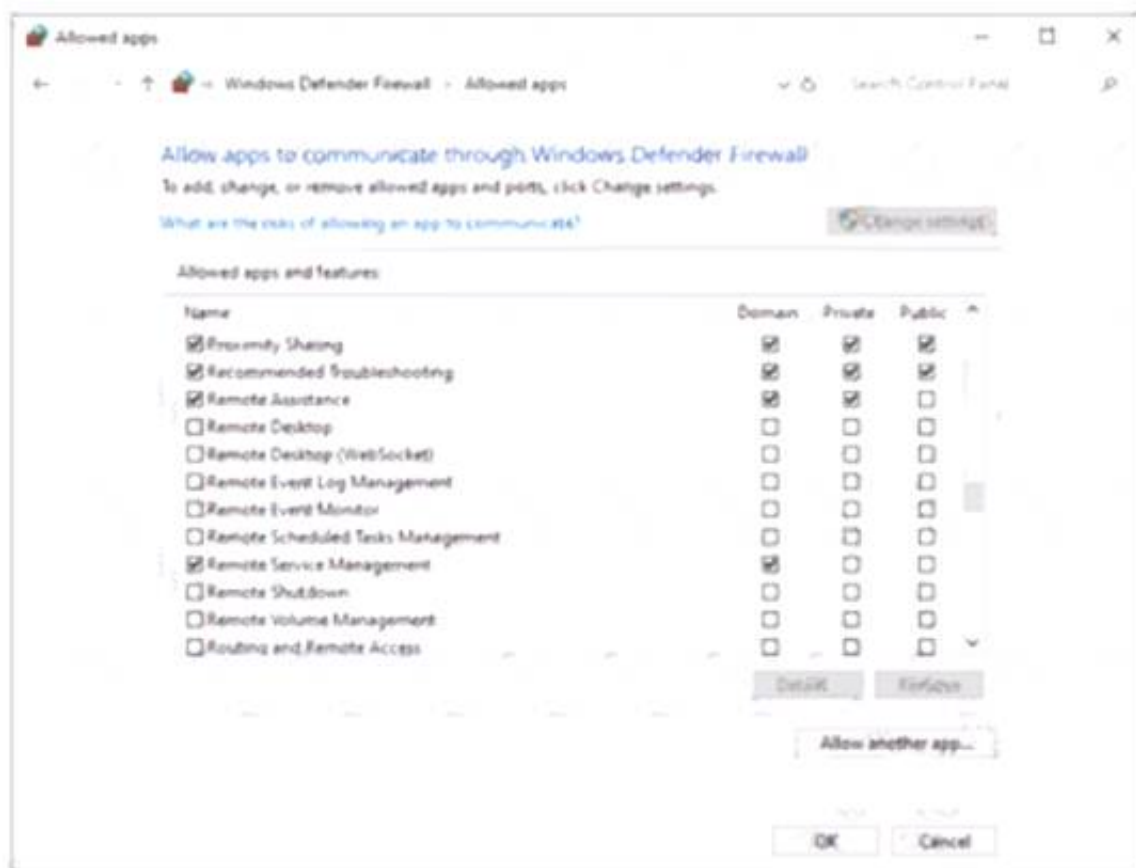 Allowed apps
Windows Defender Firewall Allowed apps
Search Control Panel
Allow apps to communicate through Windows Defender Firewall
To add, change, or remove allowed apps and ports, click Change settings.
What are the risks of allowing an app to communicate?
Change settings
Allowed apps and features:
Name Domain Private Public
Proximity Sharing
Recommended Troubleshooting
Remote Assistance
Remote Desktop
Remote Desktop (WebSocket)
Remote Event Log Management
Remote Event Monitor
Remote Scheduled Tasks Management
Remote Service Management
Remote Shutdown
Remote Volume Management
Routing and Remote Access
Details Remove
Allow another app...
OK Cancel